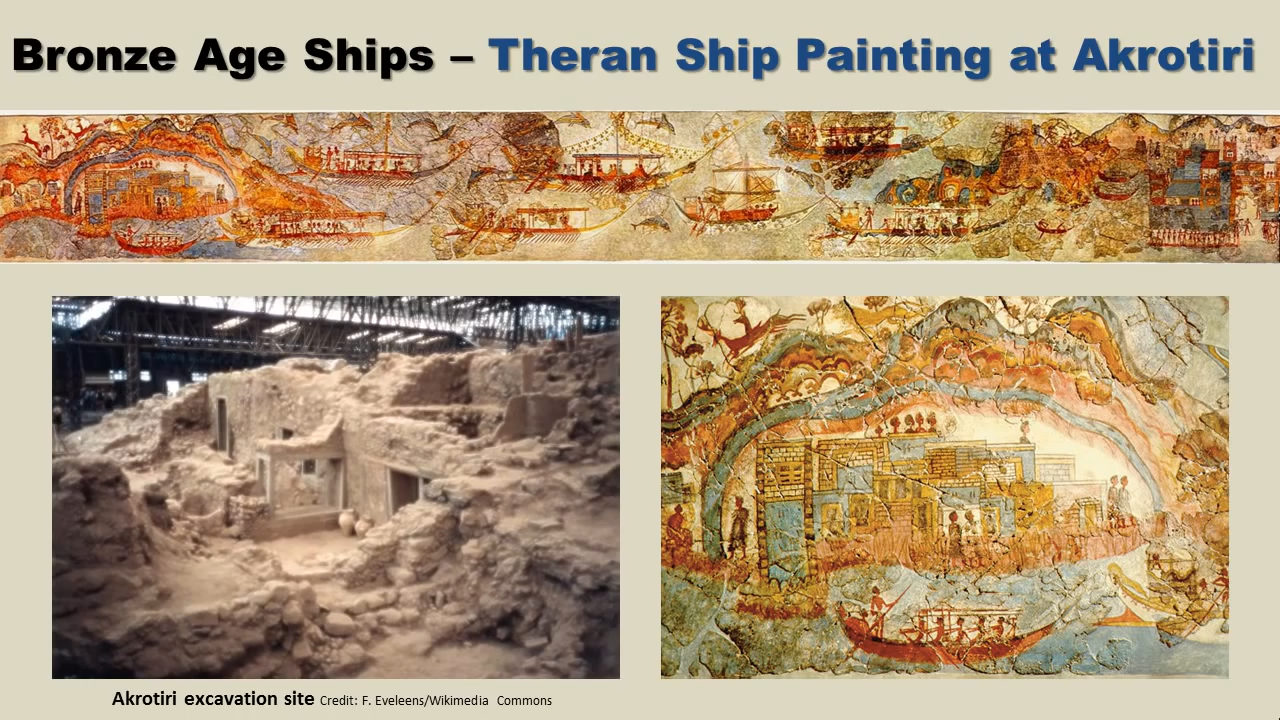 Bronze Age Ships – Theran Ship Painting at Akrotiri
Akrotiri excavation site Credit: F. Eveleens/Wikimedia Commons